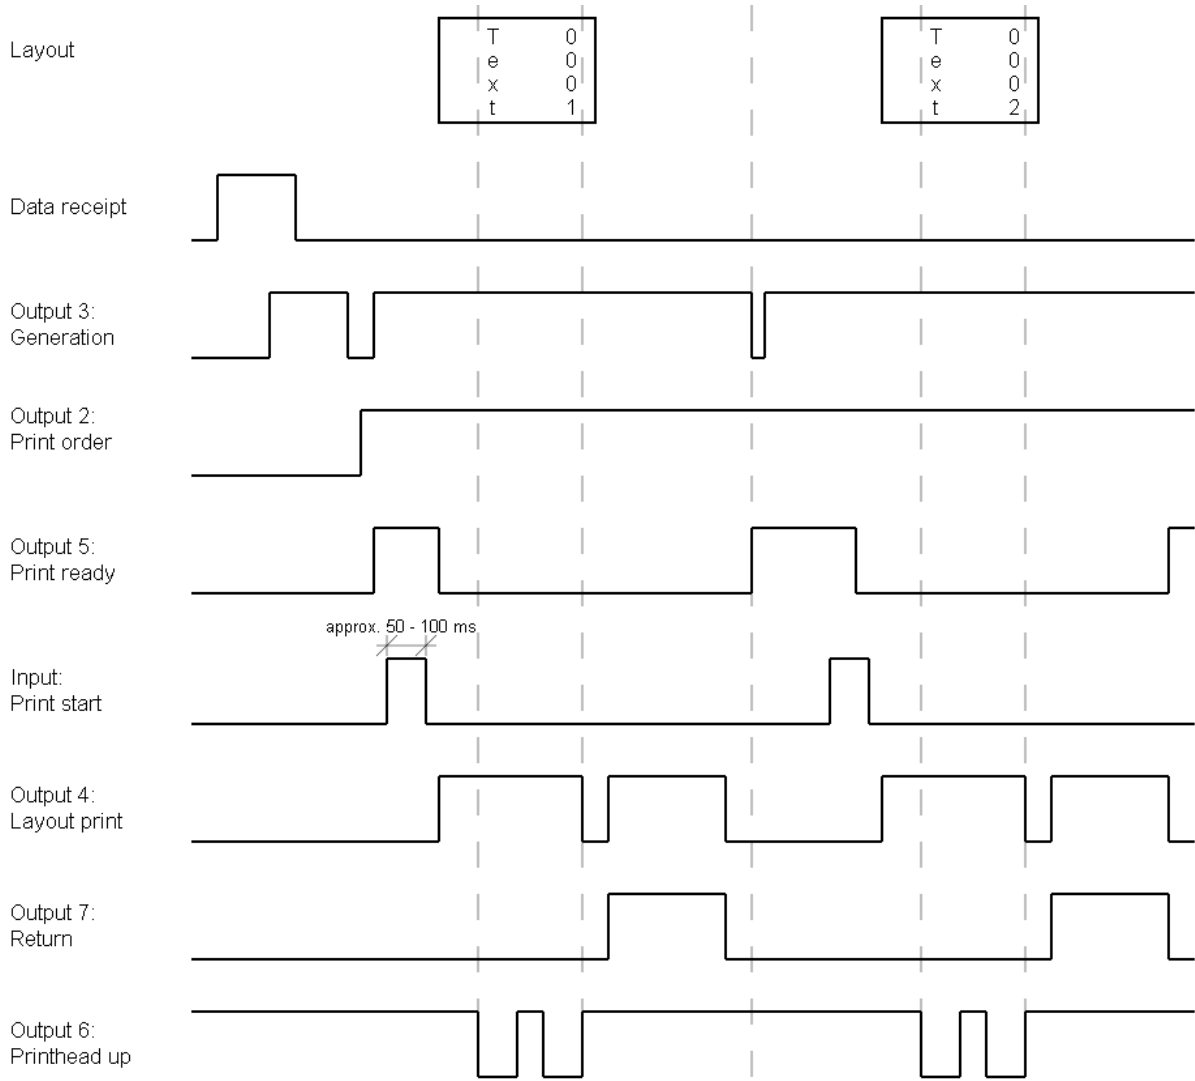 Layout
T 0
e 0
x 0
t 1
T 0
e 0
x 0
t 2
Data receipt
Output 3:
Generation
Output 2:
Print order
Output 5:
Print ready
approx. 50 - 100 ms
Input:
Print start
Output 4:
Layout print
Output 7:
Return
Output 6:
Printhead up